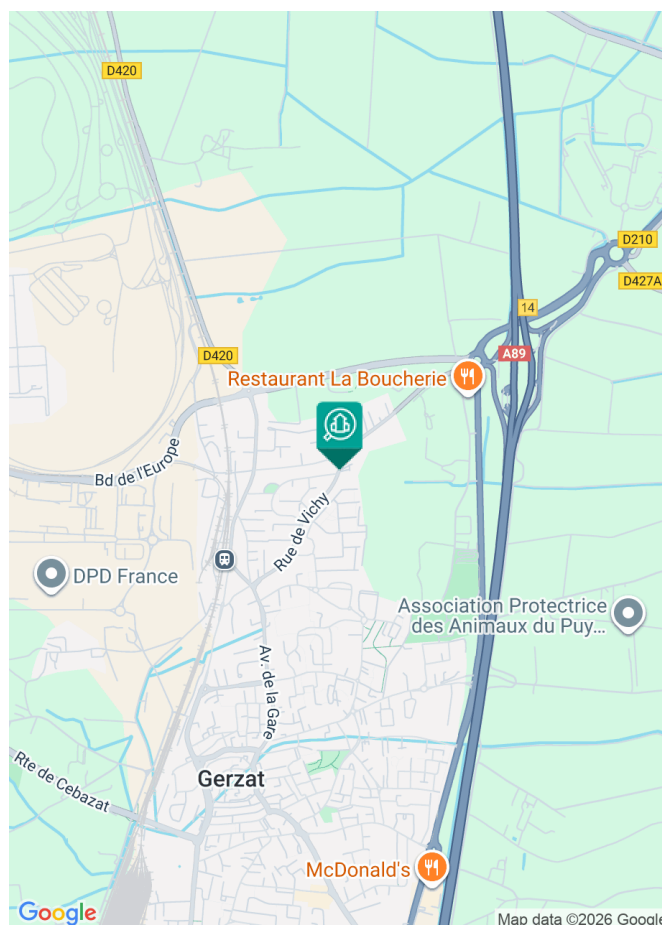 D420
D210
D427A
14
A89
D420
Restaurant La Boucherie
Bd de l'Europe
Rue de Vichy
DPD France
Association Protectrice
des Animaux du Puy...
Av. de la Gare
Rte de Cebazat
Gerzat
McDonald's
Google
Map data ©2026 Google